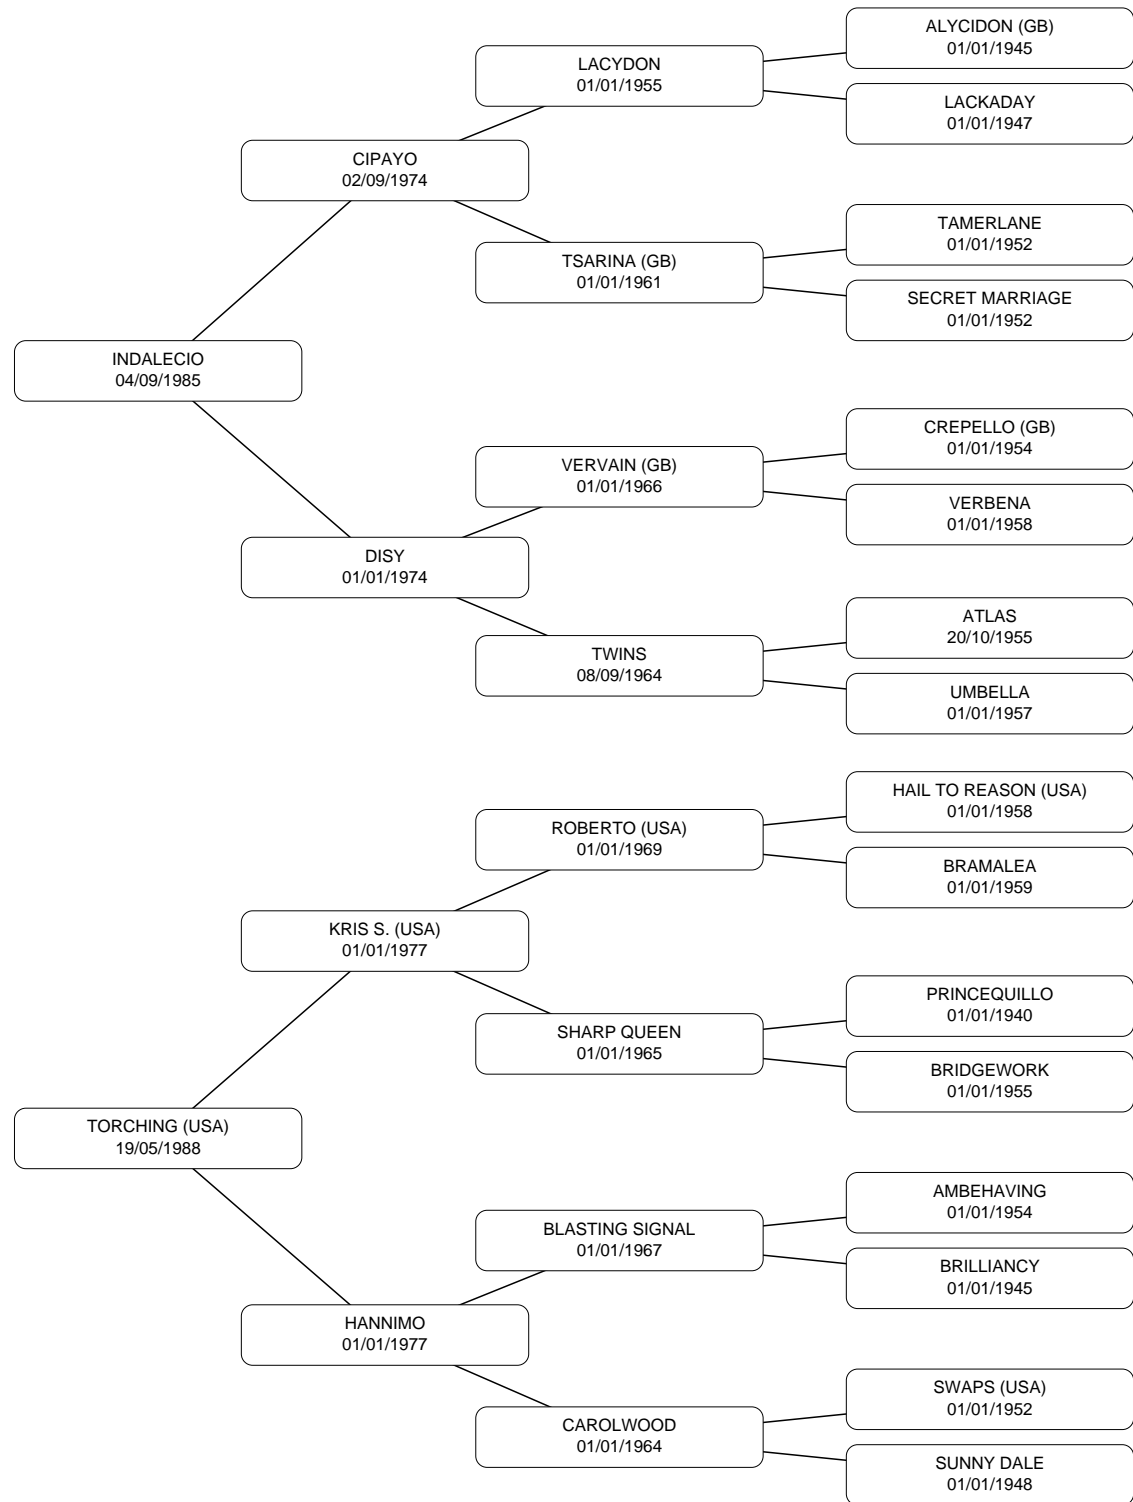 ALYCIDON (GB)
01/01/1945
LACYDON
01/01/1955
LACKADAY
01/01/1947
CIPAYO
02/09/1974
TAMERLANE
01/01/1952
TSARINA (GB)
01/01/1961
SECRET MARRIAGE
01/01/1952
INDALECIO
04/09/1985
CREPELLO (GB)
01/01/1954
VERVAIN (GB)
01/01/1966
VERBENA
01/01/1958
DISY
01/01/1974
ATLAS
20/10/1955
TWINS
08/09/1964
UMBELLA
01/01/1957
HAIL TO REASON (USA)
01/01/1958
ROBERTO (USA)
01/01/1969
BRAMALEA
01/01/1959
KRIS S. (USA)
01/01/1977
PRINCEQUILLO
01/01/1940
SHARP QUEEN
01/01/1965
BRIDGEWORK
01/01/1955
TORCHING (USA)
19/05/1988
AMBEHAVING
01/01/1954
BLASTING SIGNAL
01/01/1967
BRILLIANCY
01/01/1945
HANNIMO
01/01/1977
SWAPS (USA)
01/01/1952
CAROLWOOD
01/01/1964
SUNNY DALE
01/01/1948